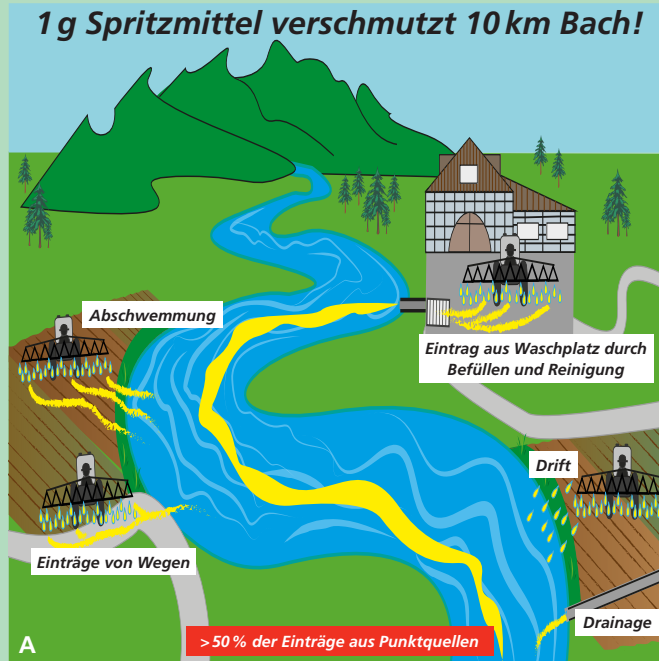 1 g Spritzmittel verschmutzt 10 km Bach!
Abschwemmung
Eintrag aus Waschplatz durch
Befüllen und Reinigung
Drift
Einträge von Wegen
Drainage
A
>50 % der Einträge aus Punktquellen